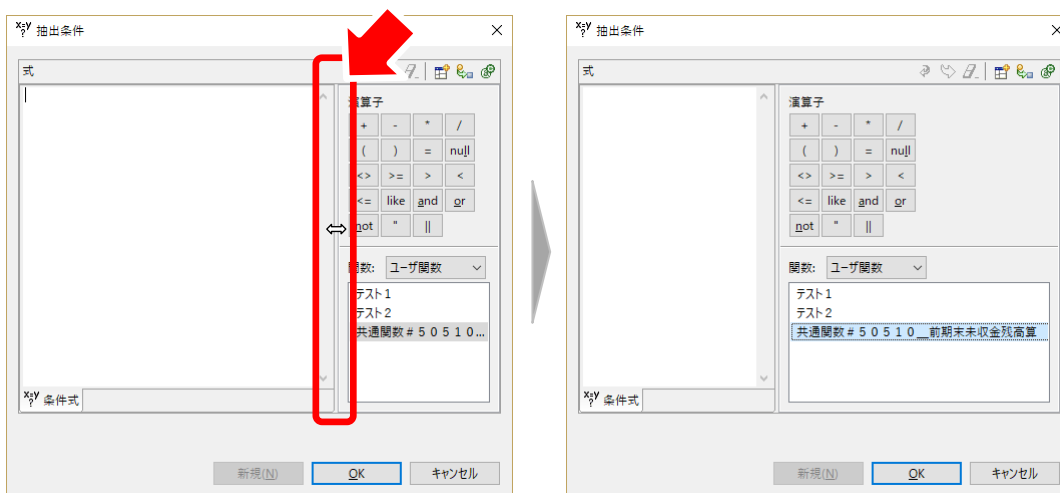 抽出条件
式
演算子
+ - * /
( ) = null
<> >= > <
<= like and or
not " ||
関数: ユーザ関数
テスト1
テスト2
共通関数#50510...
x=y? 条件式
新規(N) OK キャンセル
抽出条件
式
演算子
+ - * /
( ) = null
<> >= > <
<= like and or
not " ||
関数: ユーザ関数
テスト1
テスト2
共通関数#50510__前期末未収金残高算
x=y? 条件式
新規(N) OK キャンセル